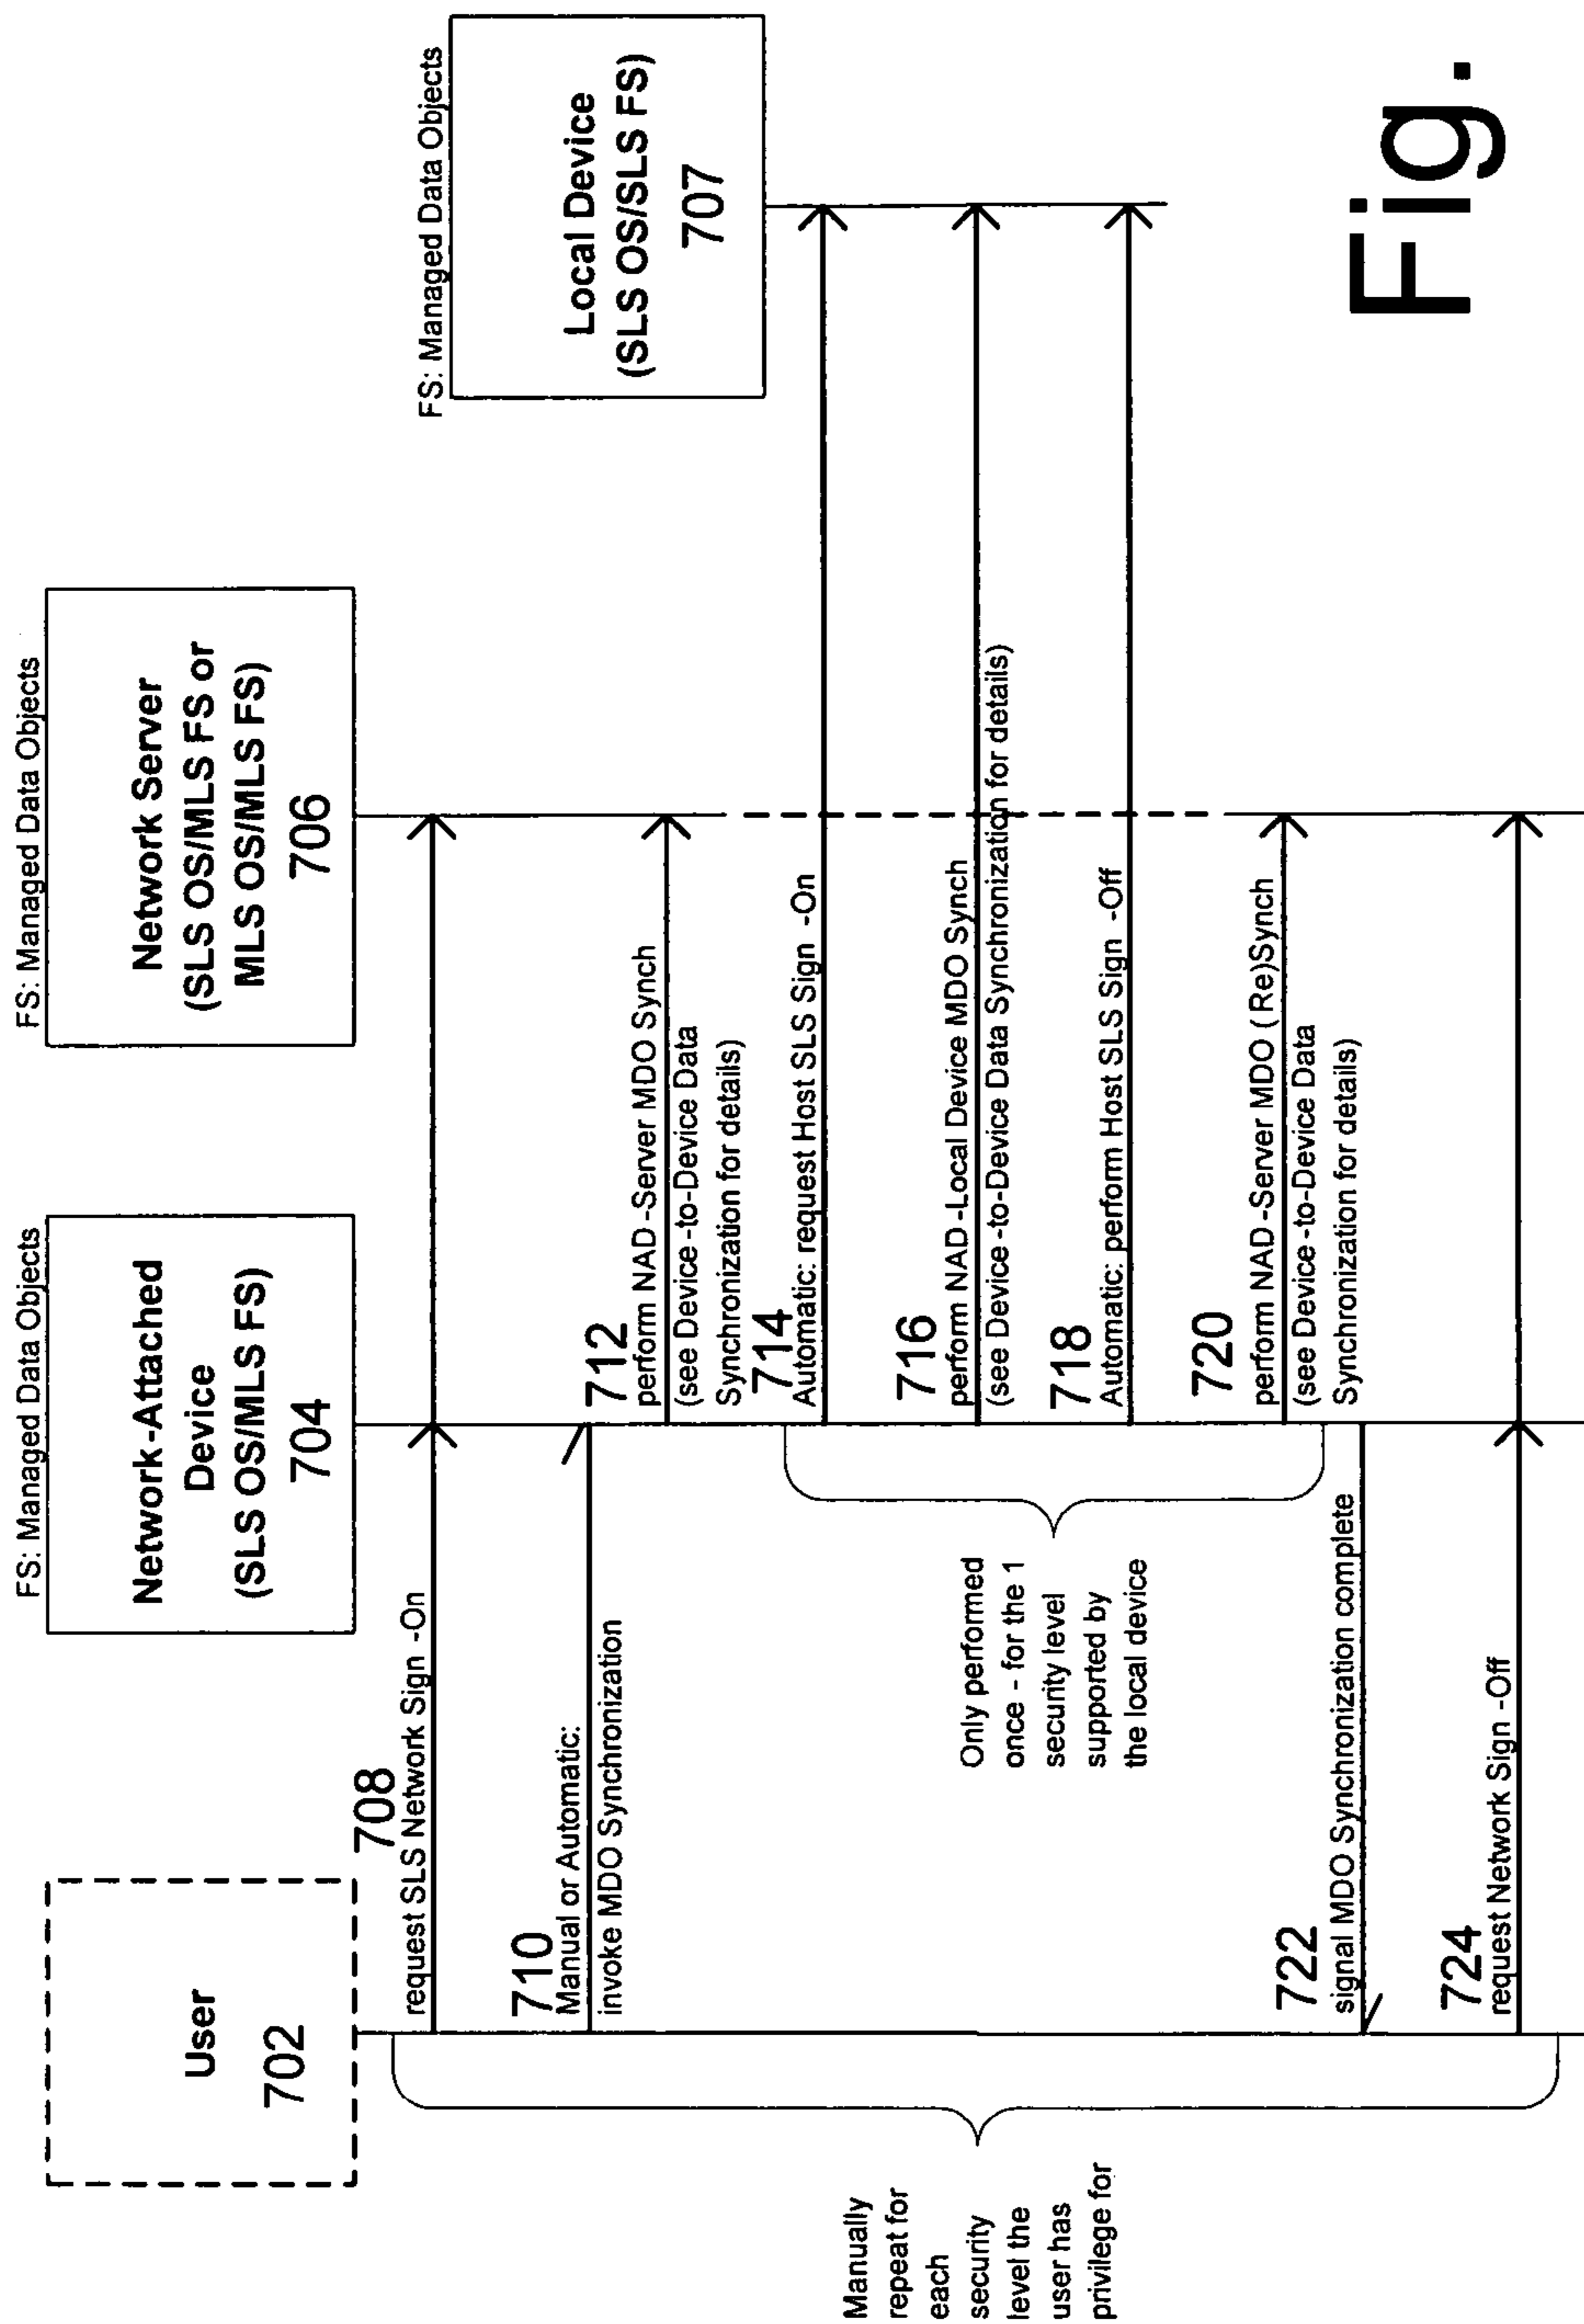 User
702
FS: Managed Data Objects
Network-Attached
Device
(SLS OS/MLS FS)
704
FS: Managed Data Objects
Network Server
(SLS OS/MLS FS or
MLS OS/MLS FS)
706
FS: Managed Data Objects
Local Device
(SLS OS/SLS FS)
707
708
request SLS Network Sign -On
710
Manual or Automatic:
invoke MDO Synchronization
712
perform NAD -Server MDO Synch
(see Device -to-Device Data
Synchronization for details)
714
Automatic: request Host SLS Sign -On
716
perform NAD -Local Device MDO Synch
(see Device -to-Device Data Synchronization for details)
718
Automatic: perform Host SLS Sign -Off
720
perform NAD -Server MDO (Re)Synch
(see Device -to-Device Data
Synchronization for details)
Only performed
once - for the 1
security level
supported by
the local device
722
signal MDO Synchronization complete
724
request Network Sign -Off
Manually
repeat for
each
security
level the
user has
privilege for
Fig.